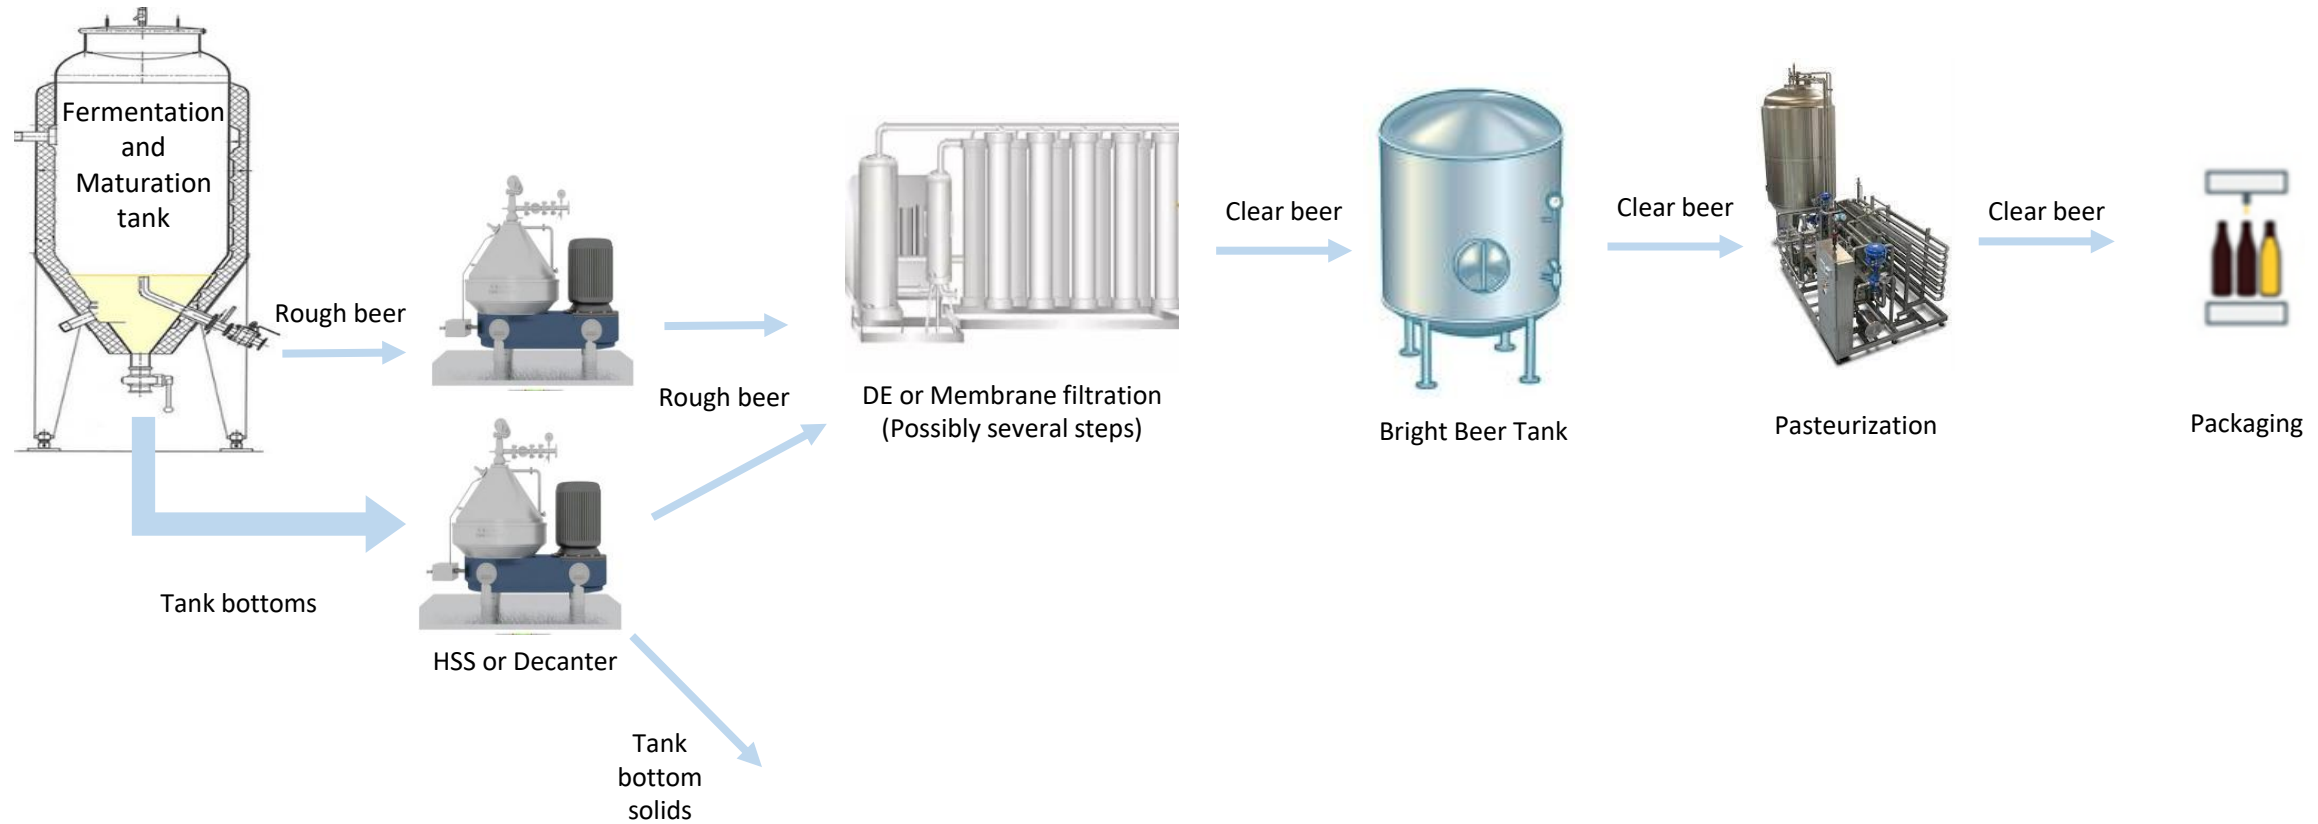 Fermentation
and
Maturation
tank
Rough beer
Tank bottoms
HSS or Decanter
Rough beer
Tank
bottom
solids
DE or Membrane filtration
(Possibly several steps)
Clear beer
Bright Beer Tank
Clear beer
Pasteurization
Clear beer
Packaging